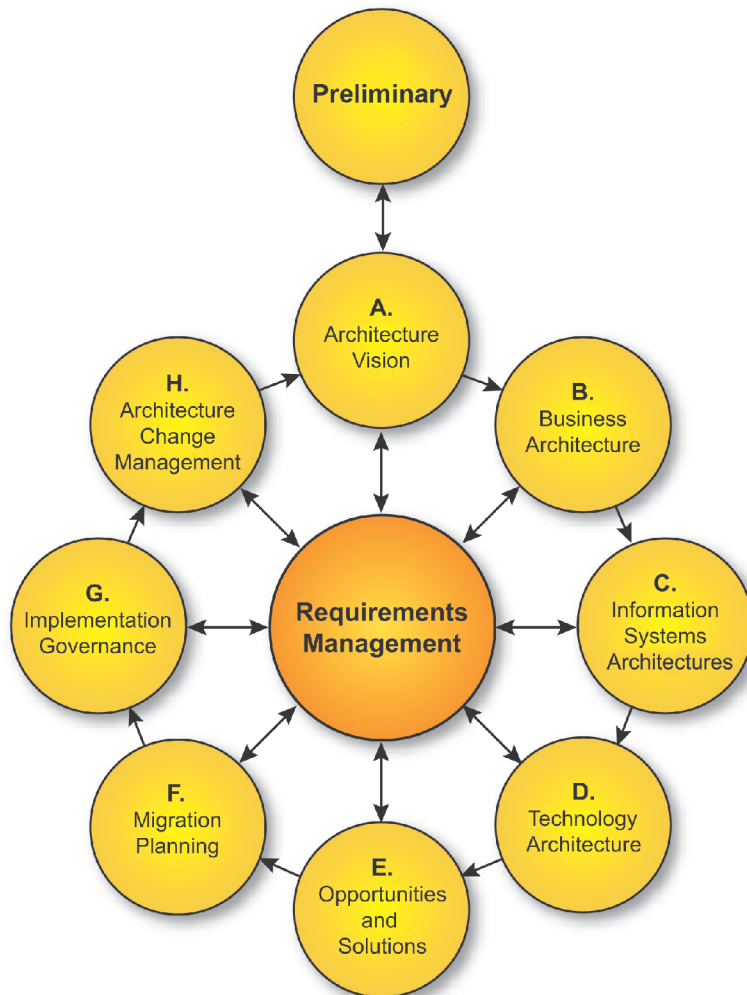 Preliminary
A.
Architecture
Vision
B.
Business
Architecture
C.
Information
Systems
Architectures
D.
Technology
Architecture
E.
Opportunities
and
Solutions
F.
Migration
Planning
G.
Implementation
Governance
H.
Architecture
Change
Management
Requirements
Management